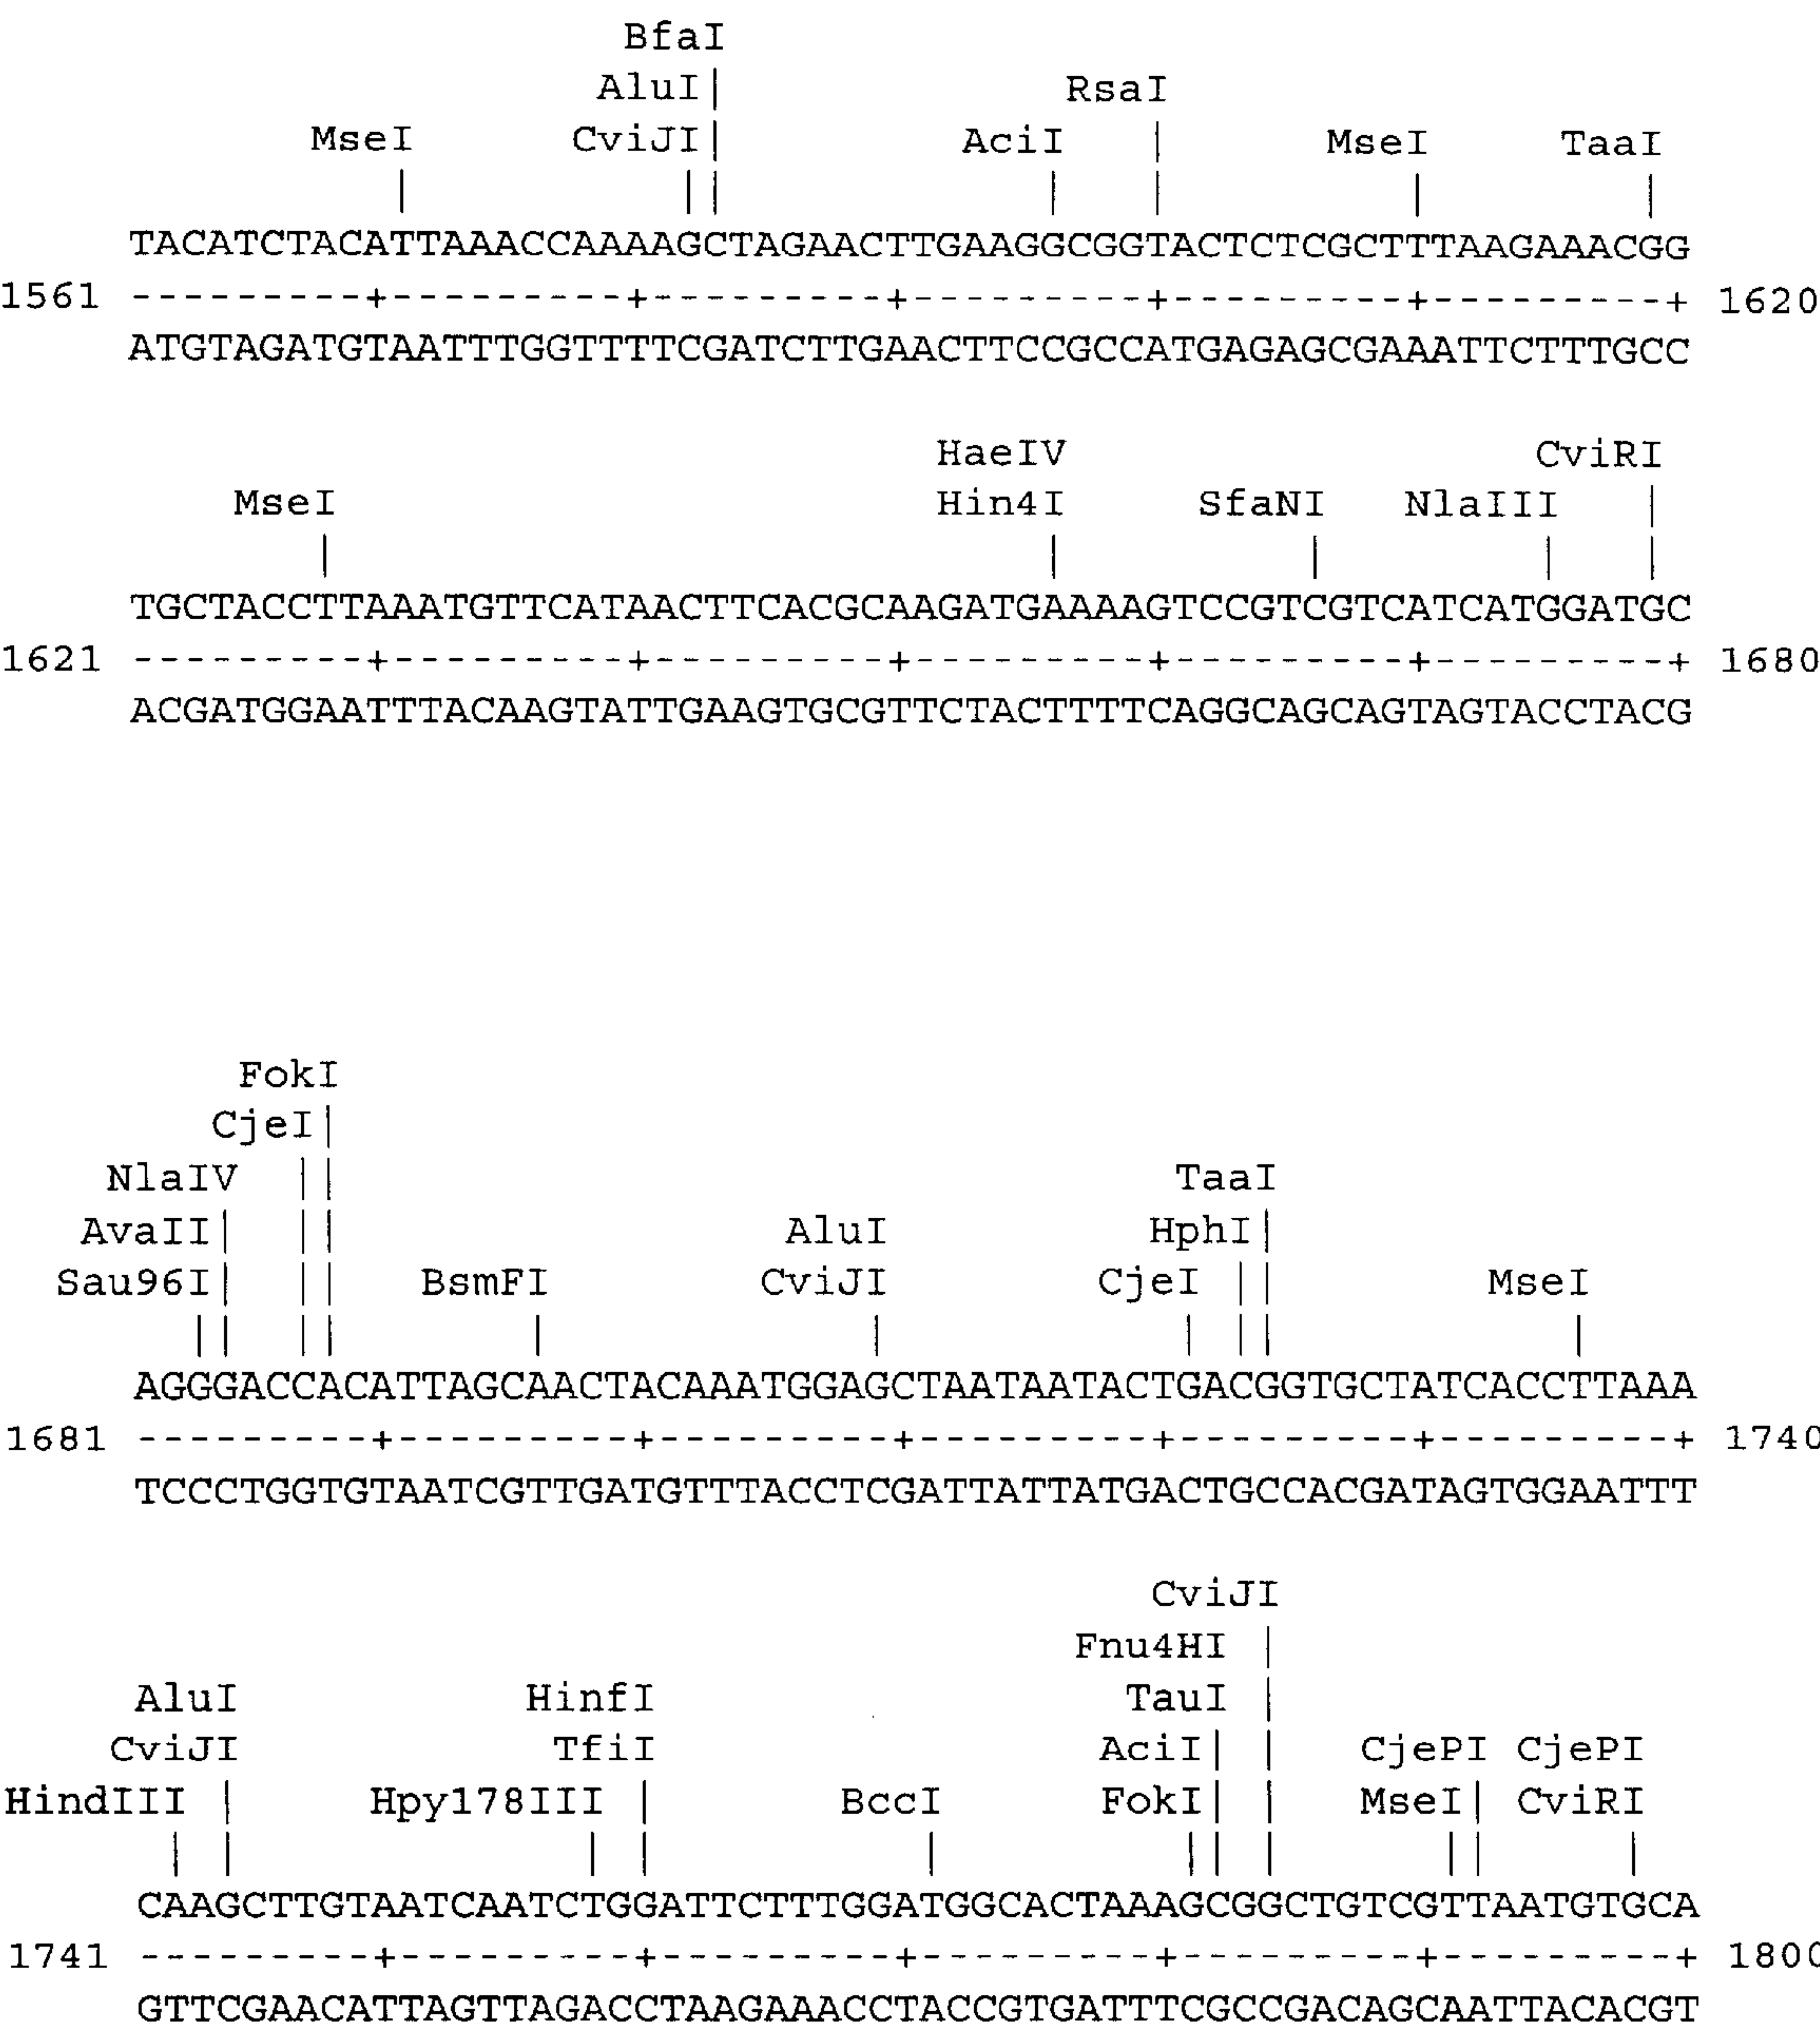 BfaI
AluI|
RsaI
MseI CviJI| AciI | MseI TaaI
| || | | | |
TACATCTACATTAAACCAAAAGCTAGAACTTGAAGGCGGTACTCTCGCTTTAAGAAACGG
1561 ---------+---------+---------+---------+---------+---------+ 1620
ATGTAGATGTAATTTGGTTTTCGATCTTGAACTTCCGCCATGAGAGCGAAATTCTTTGCC
HaeIV CviRI
MseI Hin4I SfaNI NlaIII |
| | | | |
TGCTACCTTAAATGTTCATAACTTCACGCAAGATGAAAAGTCCGTCGTCATCATGGATGC
1621 ---------+---------+---------+---------+---------+---------+ 1680
ACGATGGAATTTACAAGTATTGAAGTGCGTTCTACTTTTCAGGCAGCAGTAGTACCTACG
FokI
CjeI|
NlaIV || TaaI
AvaII| || AluI HphI|
Sau96I| || BsmFI CviJI CjeI || MseI
|| || | | | || |
AGGGACCACATTAGCAACTACAAATGGAGCTAATAATACTGACGGTGCTATCACCTTAAA
1681 ---------+---------+---------+---------+---------+---------+ 1740
TCCCTGGTGTAATCGTTGATGTTTACCTCGATTATTATGACTGCCACGATAGTGGAATTT
CviJI
Fnu4HI |
AluI HinfI TauI |
CviJI TfiI AciI| | CjePI CjePI
HindIII | Hpy178III | BccI FokI| | MseI| CviRI
| | | | | || | || |
CAAGCTTGTAATCAATCTGGATTCTTTGGATGGCACTAAAGCGGCTGTCGTTAATGTGCA
1741 ---------+---------+---------+---------+---------+---------+ 1800
GTTCGAACATTAGTTAGACCTAAGAAACCTACCGTGATTTCGCCGACAGCAATTACACGT